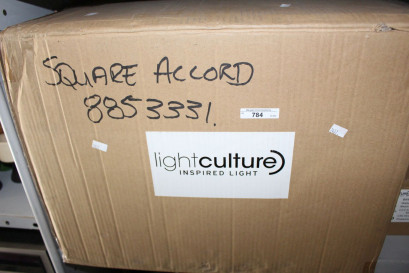 SQUARE ACCORD
8853331.
784
lightculture
INSPIRED LIGHT